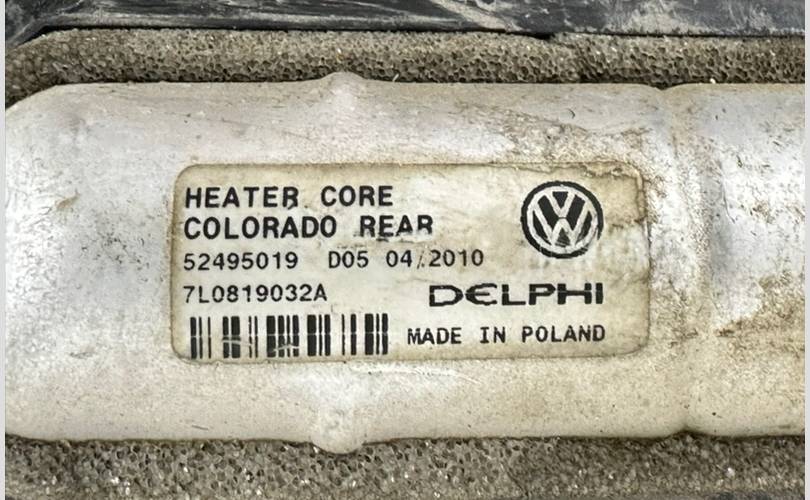 HEATER CORE
COLORADO REAR
52495019 D05 04/2010
7L0819032A
DELPHI
MADE IN POLAND